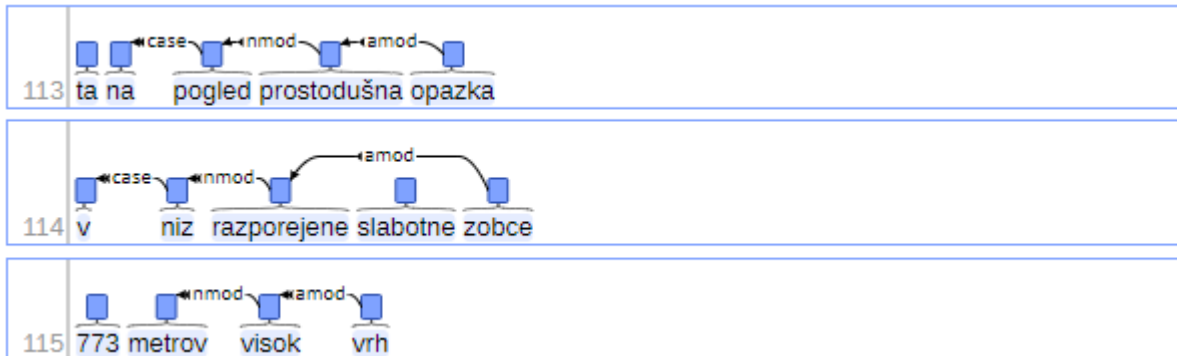 case nmod amod
113 ta na pogled prostodušna opazka
amod
case nmod
114 v niz razporejene slabotne zobce
nmod amod
115 773 metrov visok vrh